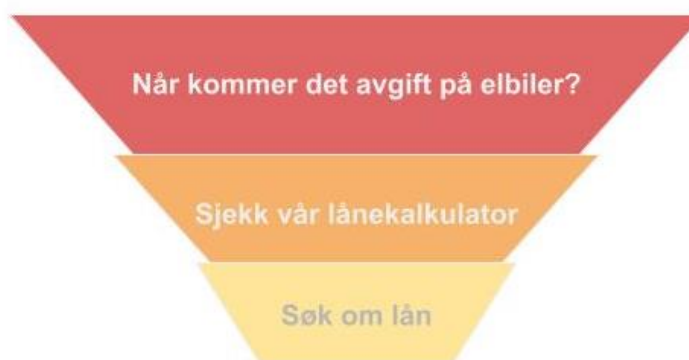 Når kommer det avgift på elbiler?
Sjekk vår lånekalkulator
Søk om lån